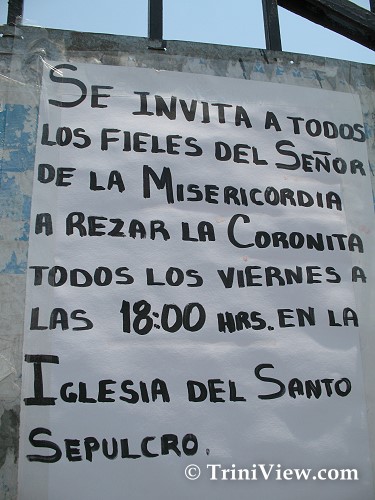 SE INVITA A TODOS
LOS FIELES DEL SEÑOR
DE LA MISERICORDIA
A REZAR LA CORONITA
TODOS LOS VIERNES A
LAS 18:00 HRS. EN LA
IGLESIA DEL SANTO
SEPULCRO.
© TriniView.com